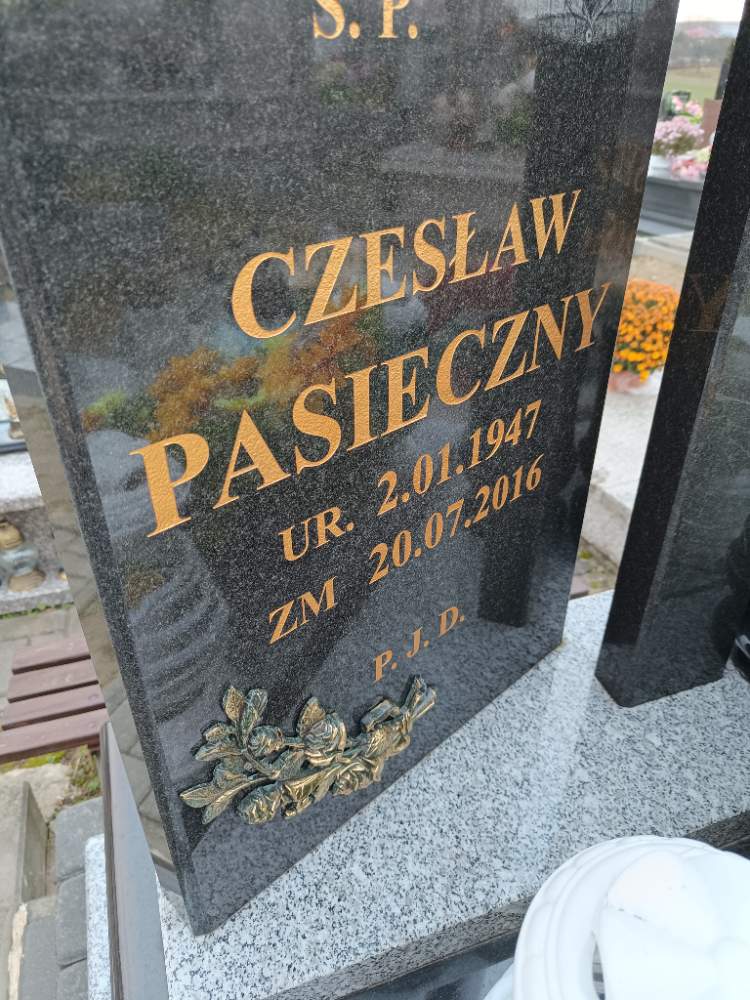 Ś. P.
CZESŁAW
PASIECZNY
UR. 2.01.1947
ZM 20.07.2016
P. J. D.